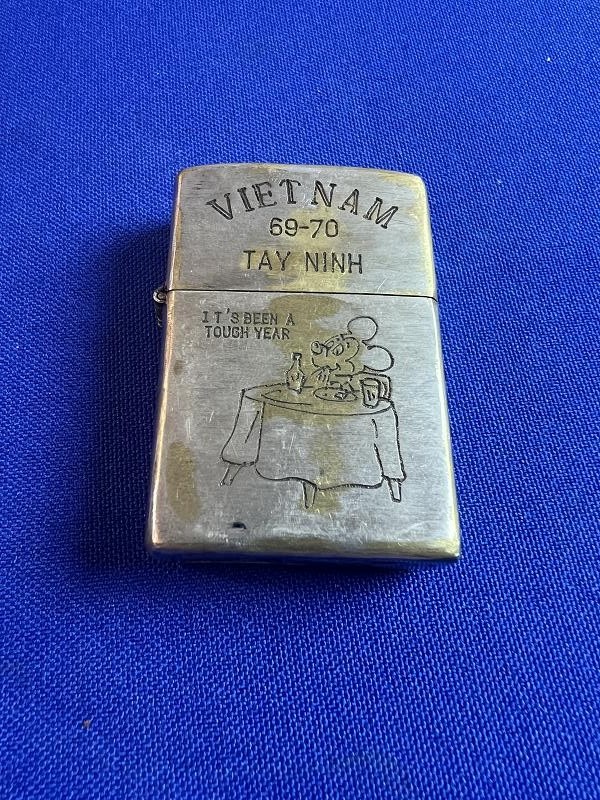 VIETNAM
69-70
TAY NINH
IT'S BEEN A
TOUGH YEAR